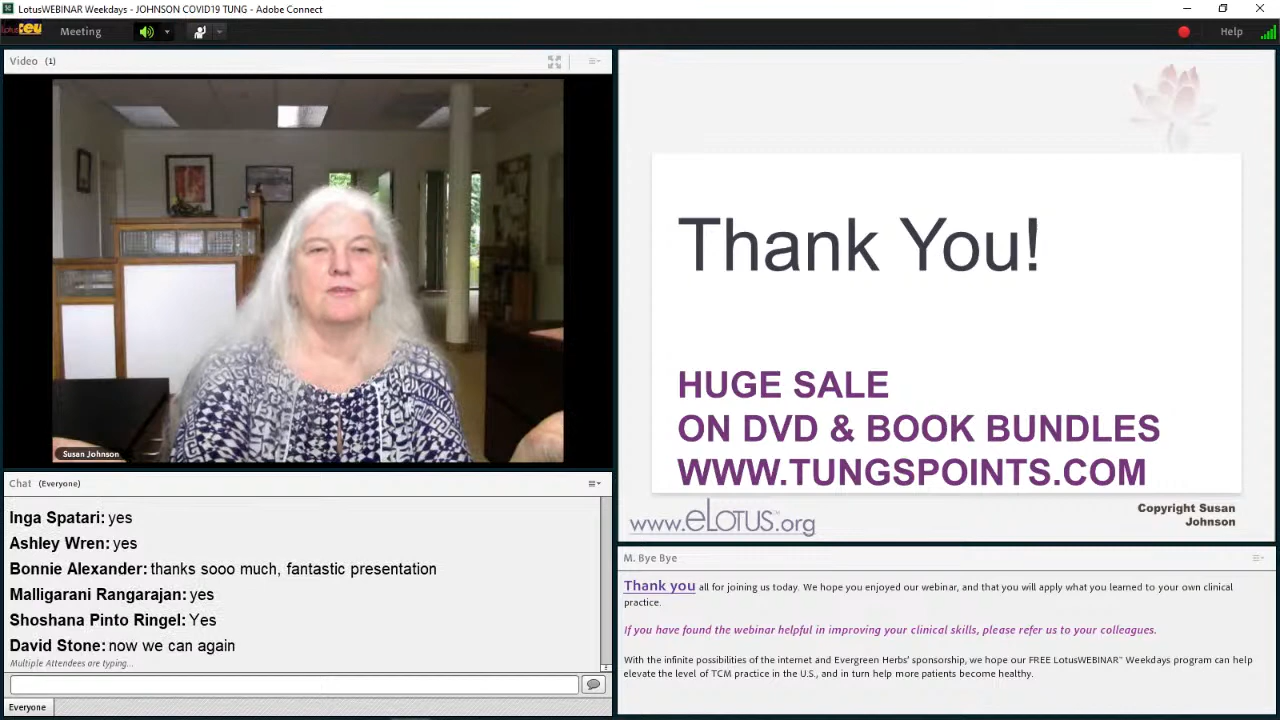 LotusWEBINAR Weekdays - JOHNSON COVID19 TUNG - Adobe Connect
Meeting
Help
Video (1)
Susan Johnson
Thank You!
HUGE SALE
ON DVD & BOOK BUNDLES
WWW.TUNGSPOINTS.COM
www.eLOTUS.org
Copyright Susan
Johnson
Chat (Everyone)
Inga Spatari: yes
Ashley Wren: yes
Bonnie Alexander: thanks sooo much, fantastic presentation
Malligarani Rangarajan: yes
Shoshana Pinto Ringel: Yes
David Stone: now we can again
Multiple Attendees are typing...
Everyone
M. Bye Bye
Thank you all for joining us today. We hope you enjoyed our webinar, and that you will apply what you learned to your own clinical
practice.
If you have found the webinar helpful in improving your clinical skills, please refer us to your colleagues.
With the infinite possibilities of the internet and Evergreen Herbs' sponsorship, we hope our FREE LotusWEBINAR™ Weekdays program can help
elevate the level of TCM practice in the U.S., and in turn help more patients become healthy.